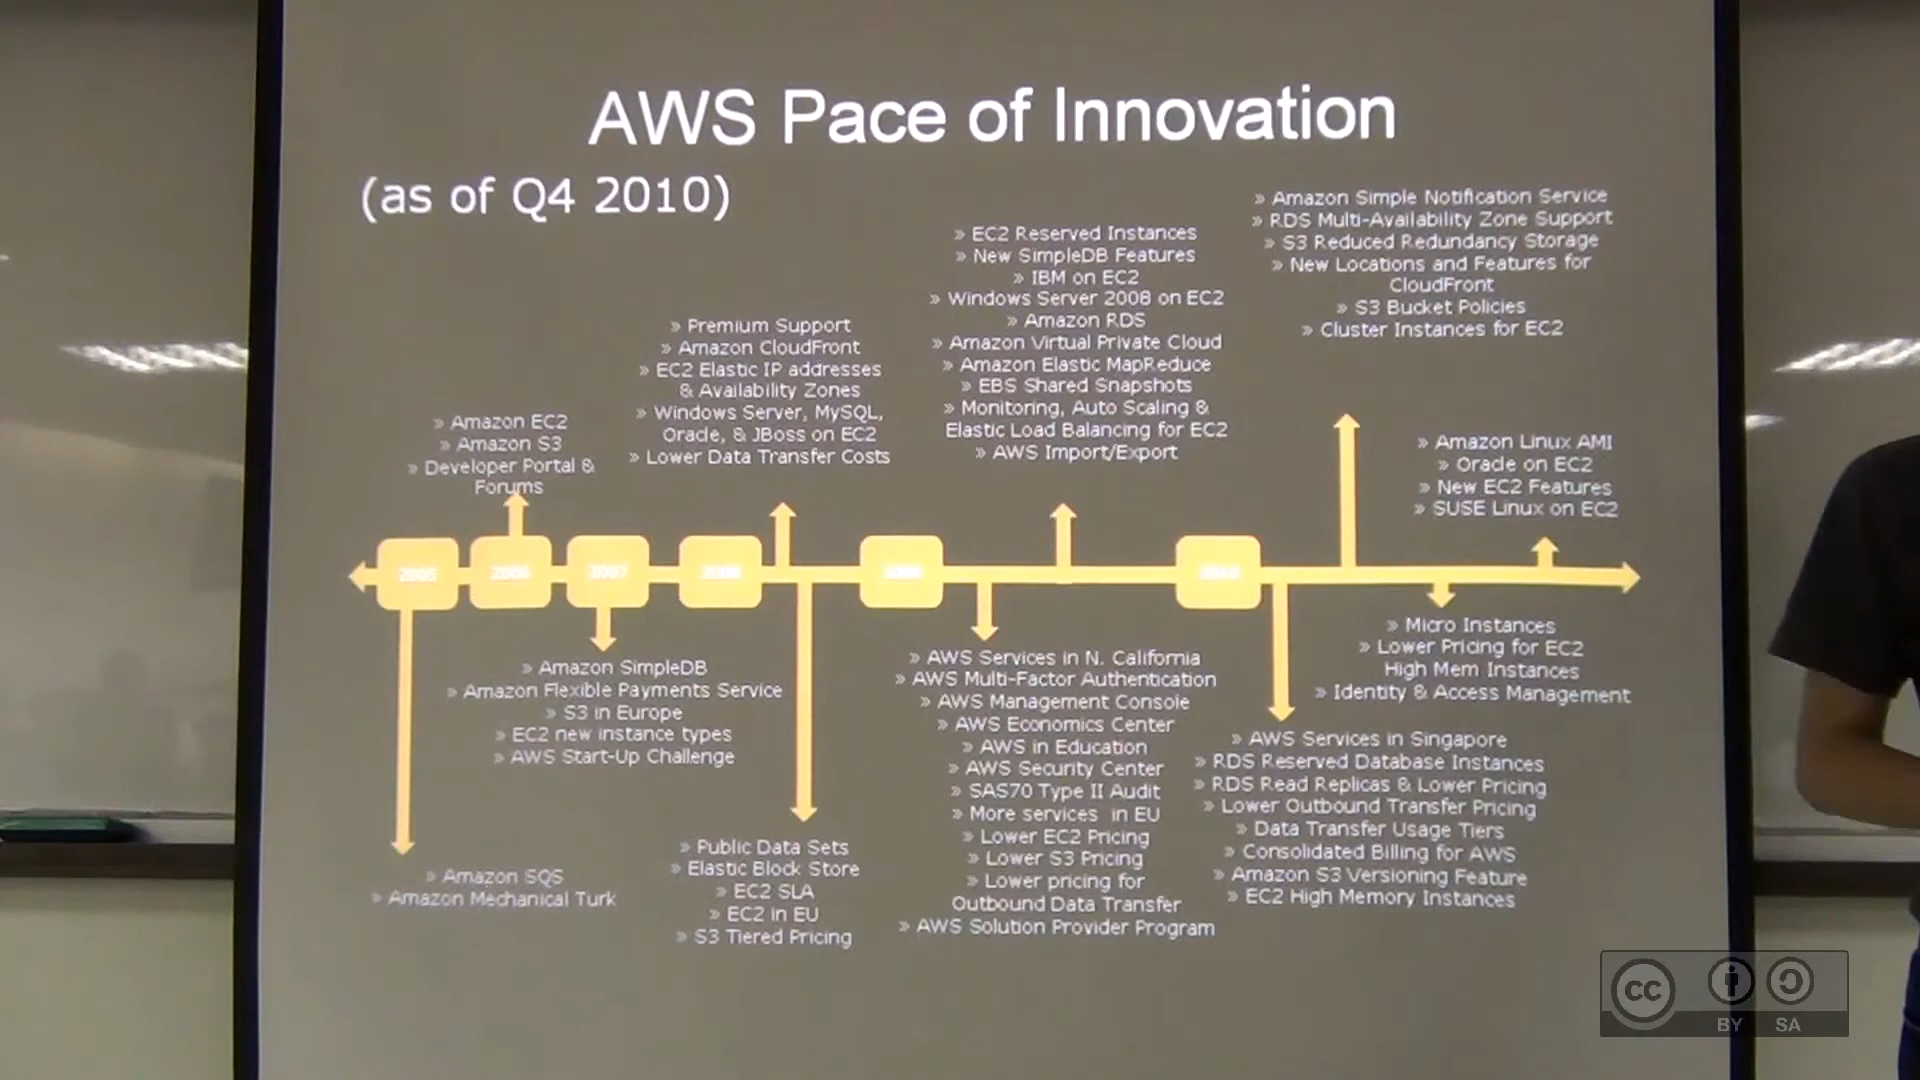 AWS Pace of Innovation
(as of Q4 2010)
» Amazon Simple Notification Service
» RDS Multi-Availability Zone Support
» S3 Reduced Redundancy Storage
» New Locations and Features for
CloudFront
» S3 Bucket Policies
» Cluster Instances for EC2
» EC2 Reserved Instances
» New SimpleDB Features
» IBM on EC2
» Windows Server 2008 on EC2
» Amazon RDS
» Amazon Virtual Private Cloud
» Amazon Elastic MapReduce
» EBS Shared Snapshots
» Monitoring, Auto Scaling &
Elastic Load Balancing for EC2
» AWS Import/Export
» Premium Support
» Amazon CloudFront
» EC2 Elastic IP addresses
& Availability Zones
» Windows Server, MySQL,
Oracle, & JBoss on EC2
» Lower Data Transfer Costs
» Amazon EC2
» Amazon S3
» Developer Portal &
Forums
» Amazon Linux AMI
» Oracle on EC2
» New EC2 Features
» SUSE Linux on EC2
2005
2006
2007
2008
2009
2010
» Amazon SQS
» Amazon Mechanical Turk
» Amazon SimpleDB
» Amazon Flexible Payments Service
» S3 in Europe
» EC2 new instance types
» AWS Start-Up Challenge
» Public Data Sets
» Elastic Block Store
» EC2 SLA
» EC2 in EU
» S3 Tiered Pricing
» AWS Services in N. California
» AWS Multi-Factor Authentication
» AWS Management Console
» AWS Economics Center
» AWS in Education
» AWS Security Center
» SAS70 Type II Audit
» More services in EU
» Lower EC2 Pricing
» Lower S3 Pricing
» Lower pricing for
Outbound Data Transfer
» AWS Solution Provider Program
» AWS Services in Singapore
» RDS Reserved Database Instances
» RDS Read Replicas & Lower Pricing
» Lower Outbound Transfer Pricing
» Data Transfer Usage Tiers
» Consolidated Billing for AWS
» Amazon S3 Versioning Feature
» EC2 High Memory Instances
» Micro Instances
» Lower Pricing for EC2
High Mem Instances
» Identity & Access Management
cc
BY SA